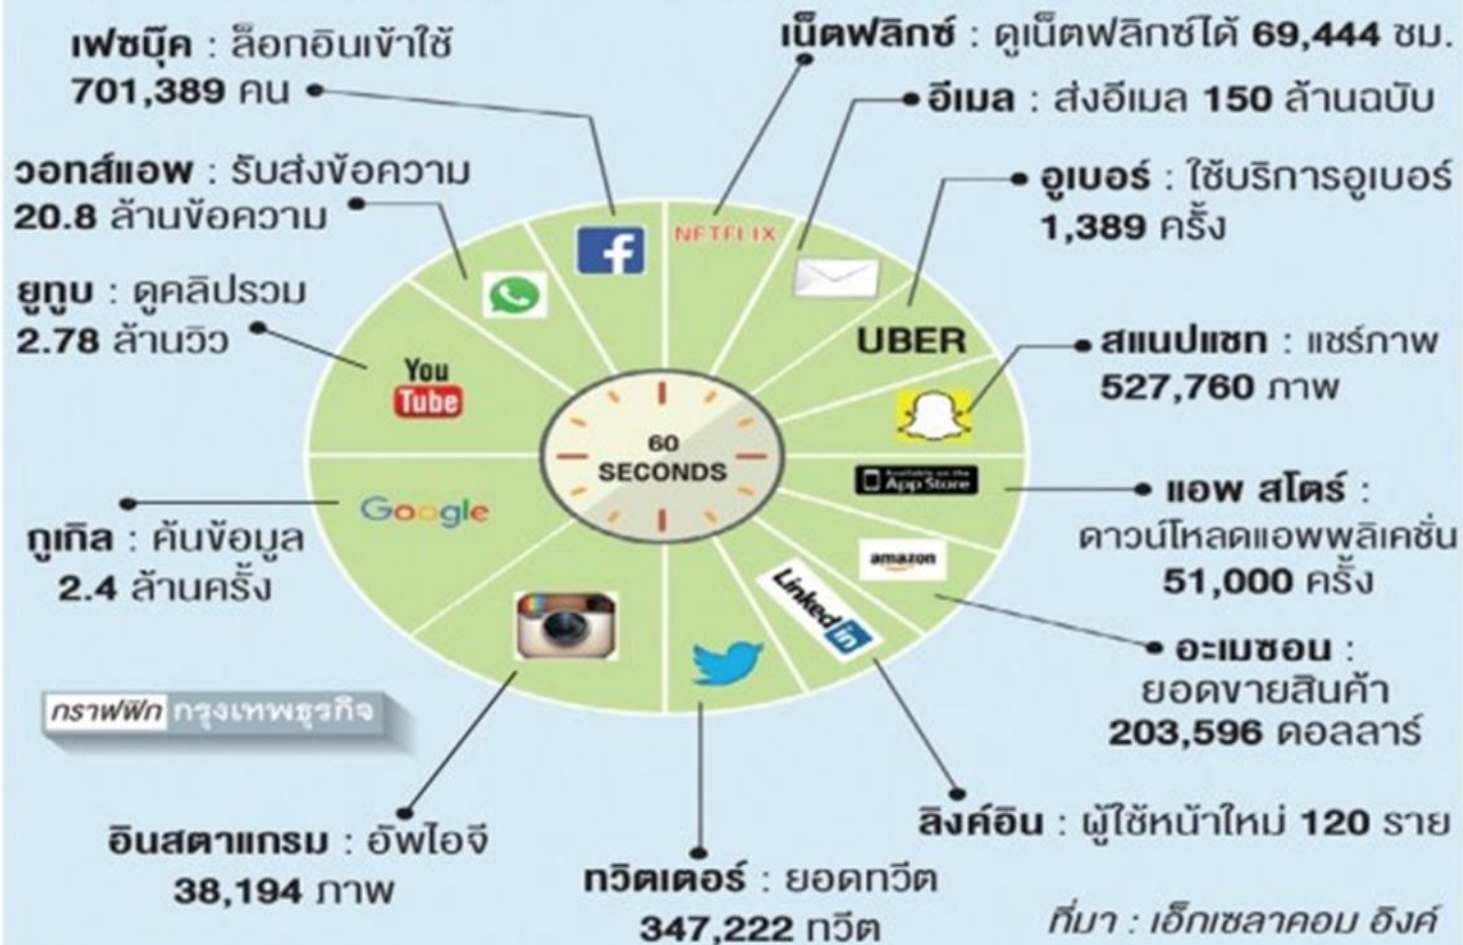 เฟซบุ๊ค : ล็อกอินเข้าใช้
701,389 คน
เน็ตฟลิกซ์ : ดูเน็ตฟลิกซ์ได้ 69,444 ชม.
อีเมล : ส่งอีเมล 150 ล้านฉบับ
วอทส์แอพ : รับส่งข้อความ
20.8 ล้านข้อความ
อูเบอร์ : ใช้บริการอูเบอร์
1,389 ครั้ง
ยูทูบ : ดูคลิปรวม
2.78 ล้านวิว
สแนปแชท : แชร์ภาพ
527,760 ภาพ
NETFLIX
UBER
You
Tube
60
SECONDS
Google
Available on the
App Store
amazon
Linked in
แอพ สโตร์ :
ดาวน์โหลดแอพพลิเคชั่น
51,000 ครั้ง
กูเกิล : ค้นข้อมูล
2.4 ล้านครั้ง
อะเมซอน :
ยอดขายสินค้า
203,596 ดอลลาร์
กราฟฟิก กรุงเทพธุรกิจ
อินสตาแกรม : อัพไอจี
38,194 ภาพ
ทวิตเตอร์ : ยอดทวีต
347,222 ทวีต
ลิงค์อิน : ผู้ใช้หน้าใหม่ 120 ราย
ที่มา : เอ็กเซลาคอม อิงค์